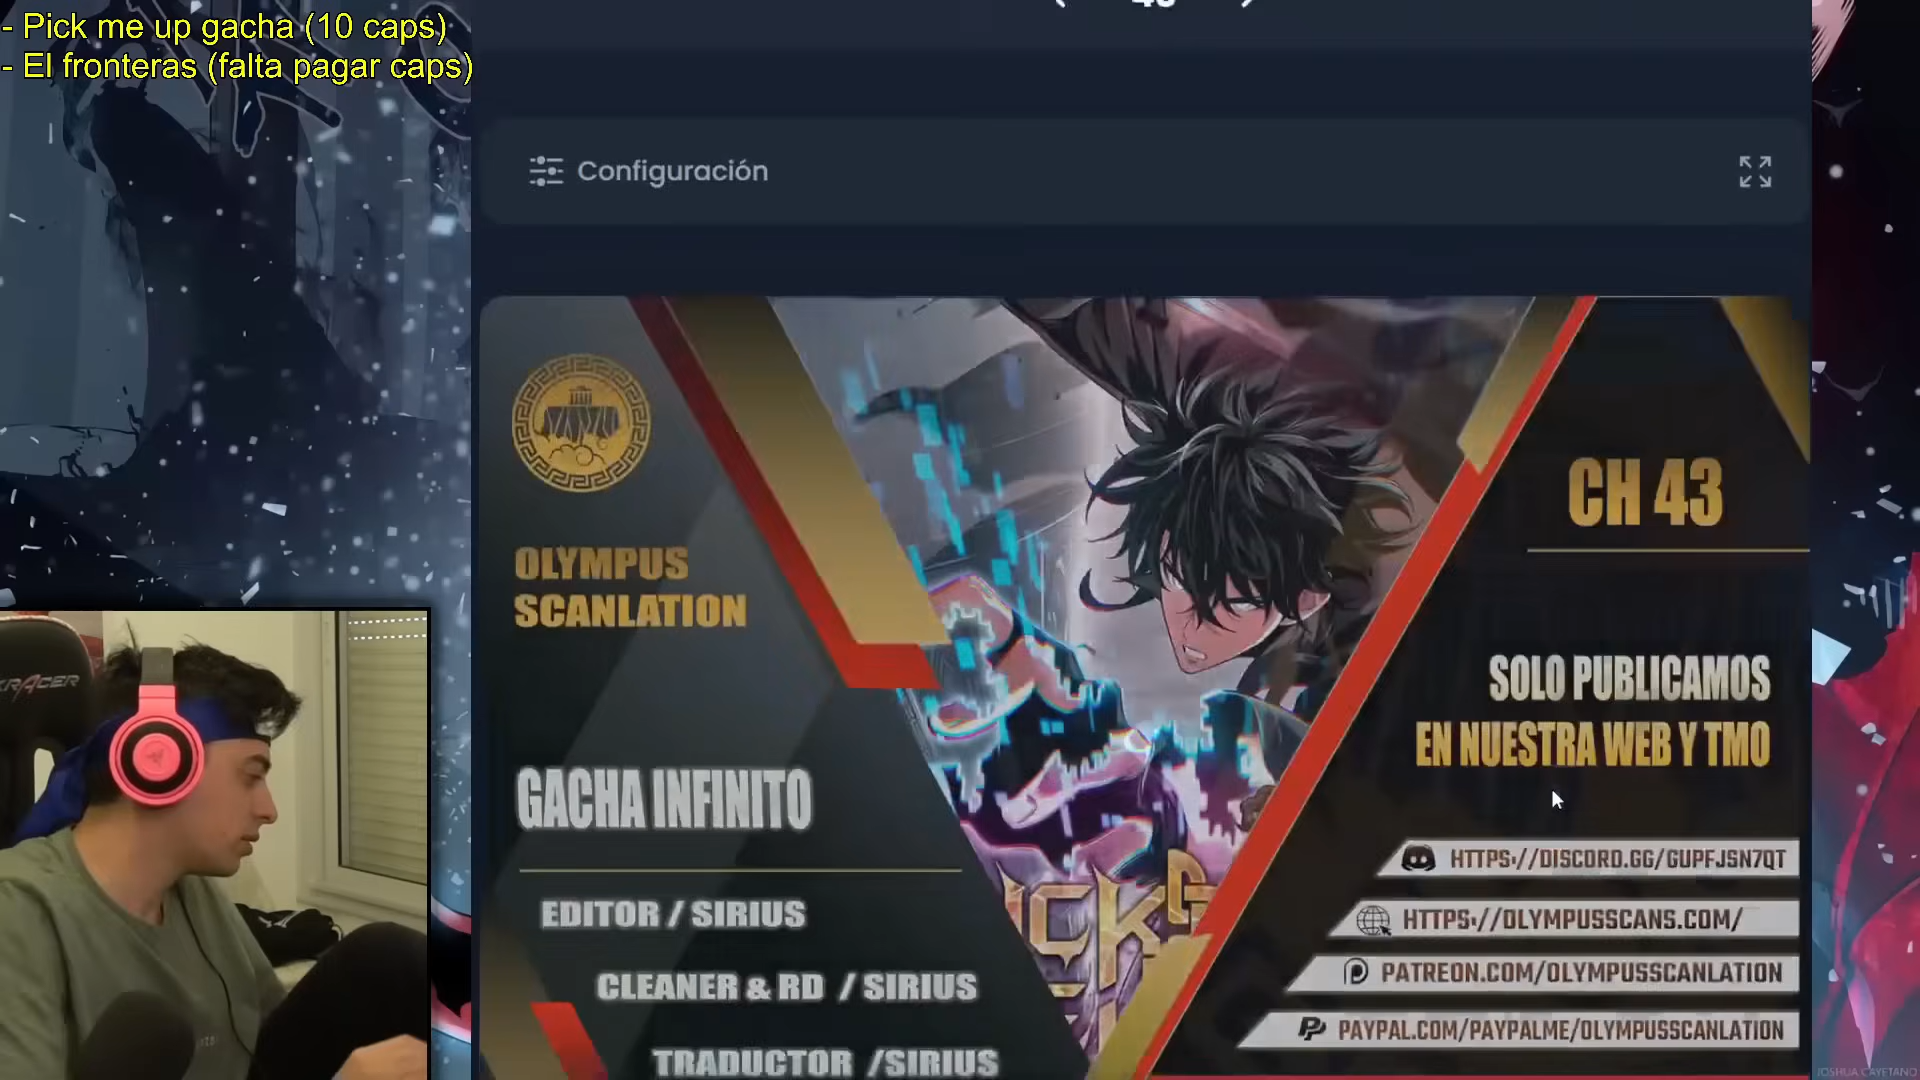 - Pick me up gacha (10 caps)
- El fronteras (falta pagar caps)
Configuración
OLYMPUS
SCANLATION
GACHA INFINITO
EDITOR / SIRIUS
CLEANER & RD / SIRIUS
TRADUCTOR /SIRIUS
CH 43
SOLO PUBLICAMOS
EN NUESTRA WEB Y TMO
HTTPS://DISCORD.GG/GUPFJSN7QT
HTTPS://OLYMPUSSCANS.COM/
PATREON.COM/OLYMPUSSCANLATION
PAYPAL.COM/PAYPALME/OLYMPUSSCANLATION
JOSHUA CAYETANO